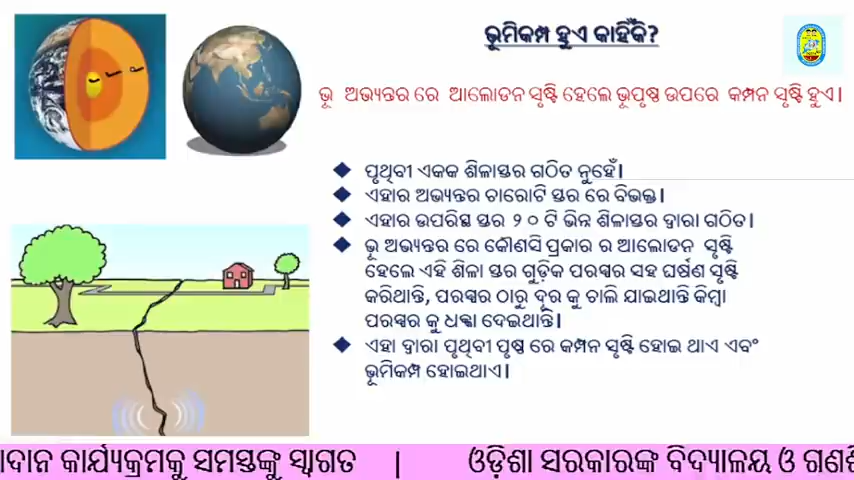 ଭୂମିକମ୍ପ ହୁଏ କାହିଁକି?
ଭୂ ଅଭ୍ୟନ୍ତର ରେ ଆଲୋଡନ ସୃଷ୍ଟି ହେଲେ ଭୂପୃଷ୍ଠ ଉପରେ କମ୍ପନ ସୃଷ୍ଟି ହୁଏ।
ପୃଥିବୀ ଏକକ ଶିଳାସ୍ତର ଗଠିତ ନୁହେଁ।
ଏହାର ଅଭ୍ୟନ୍ତର ଚାରୋଟି ସ୍ତର ରେ ବିଭକ୍ତ।
ଏହାର ଉପରିସ୍ଥ ସ୍ତର ୨୦ ଟି ଭିନ୍ନ ଶିଳାସ୍ତର ଦ୍ୱାରା ଗଠିତ।
ଭୂ ଅଭ୍ୟନ୍ତର ରେ କୌଣସି ପ୍ରକାର ର ଆଲୋଡନ ସୃଷ୍ଟି
ହେଲେ ଏହି ଶିଳା ସ୍ତର ଗୁଡ଼ିକ ପରସ୍ପର ସହ ଘର୍ଷଣ ସୃଷ୍ଟି
କରିଥାନ୍ତି, ପରସ୍ପର ଠାରୁ ଦୂର କୁ ଚାଲି ଯାଇଥାନ୍ତି କିମ୍ବା
ପରସ୍ପର କୁ ଧକ୍କା ଦେଇଥାନ୍ତି।
ଏହା ଦ୍ୱାରା ପୃଥିବୀ ପୃଷ୍ଠ ରେ କମ୍ପନ ସୃଷ୍ଟି ହୋଇ ଥାଏ ଏବଂ
ଭୂମିକମ୍ପ ହୋଇଥାଏ।
ାଦାନ କାର୍ଯ୍ୟକ୍ରମକୁ ସମସ୍ତଙ୍କୁ ସ୍ୱାଗତ | ଓଡ଼ିଶା ସରକାରଙ୍କ ବିଦ୍ୟାଳୟ ଓ ଗଣଶି